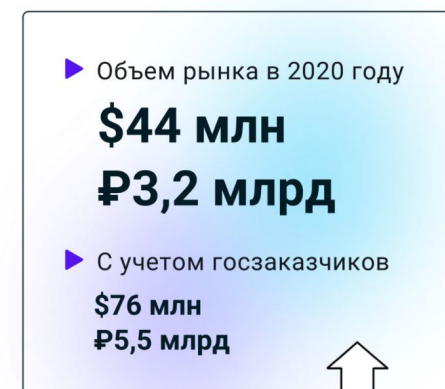 Объем рынка в 2020 году
$44 млн
₽3,2 млрд
С учетом госзаказчиков
$76 млн
₽5,5 млрд